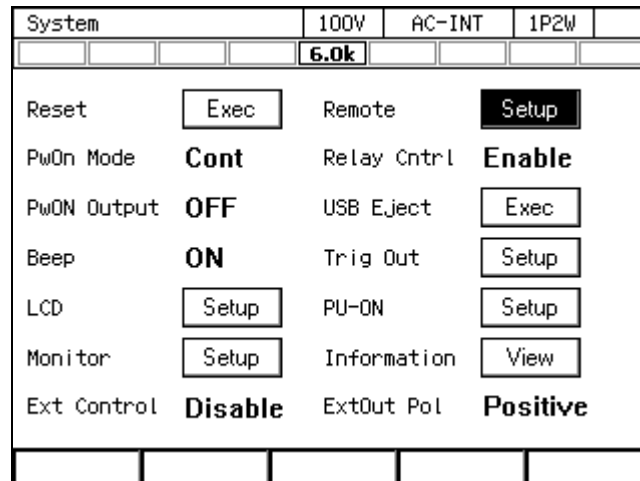 System 100V AC-INT 1P2W
6.0k
Reset Exec Remote Setup
PwOn Mode Cont Relay Cntrl Enable
PwON Output OFF USB Eject Exec
Beep ON Trig Out Setup
LCD Setup PU-ON Setup
Monitor Setup Information View
Ext Control Disable ExtOut Pol Positive